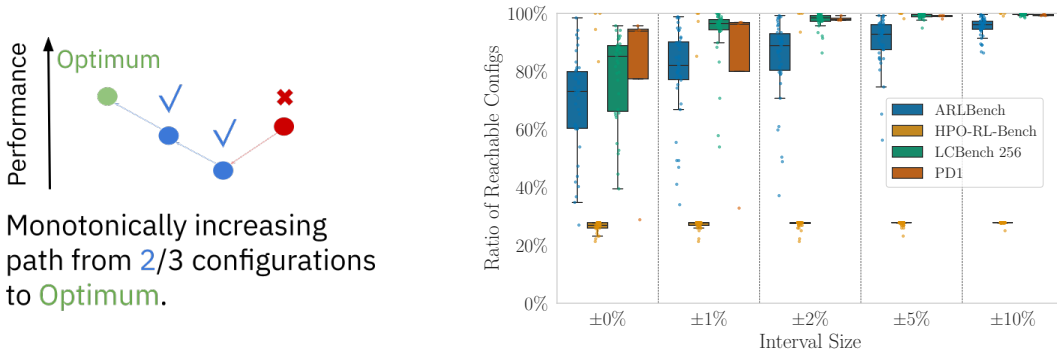 Performance
Optimum
Monotonically increasing
path from 2/3 configurations
to Optimum.
Ratio of Reachable Configs
100%
80%
60%
40%
20%
0%
ARLBench
HPO-RL-Bench
LCBench 256
PD1
±0%
±1%
±2%
±5%
±10%
Interval Size